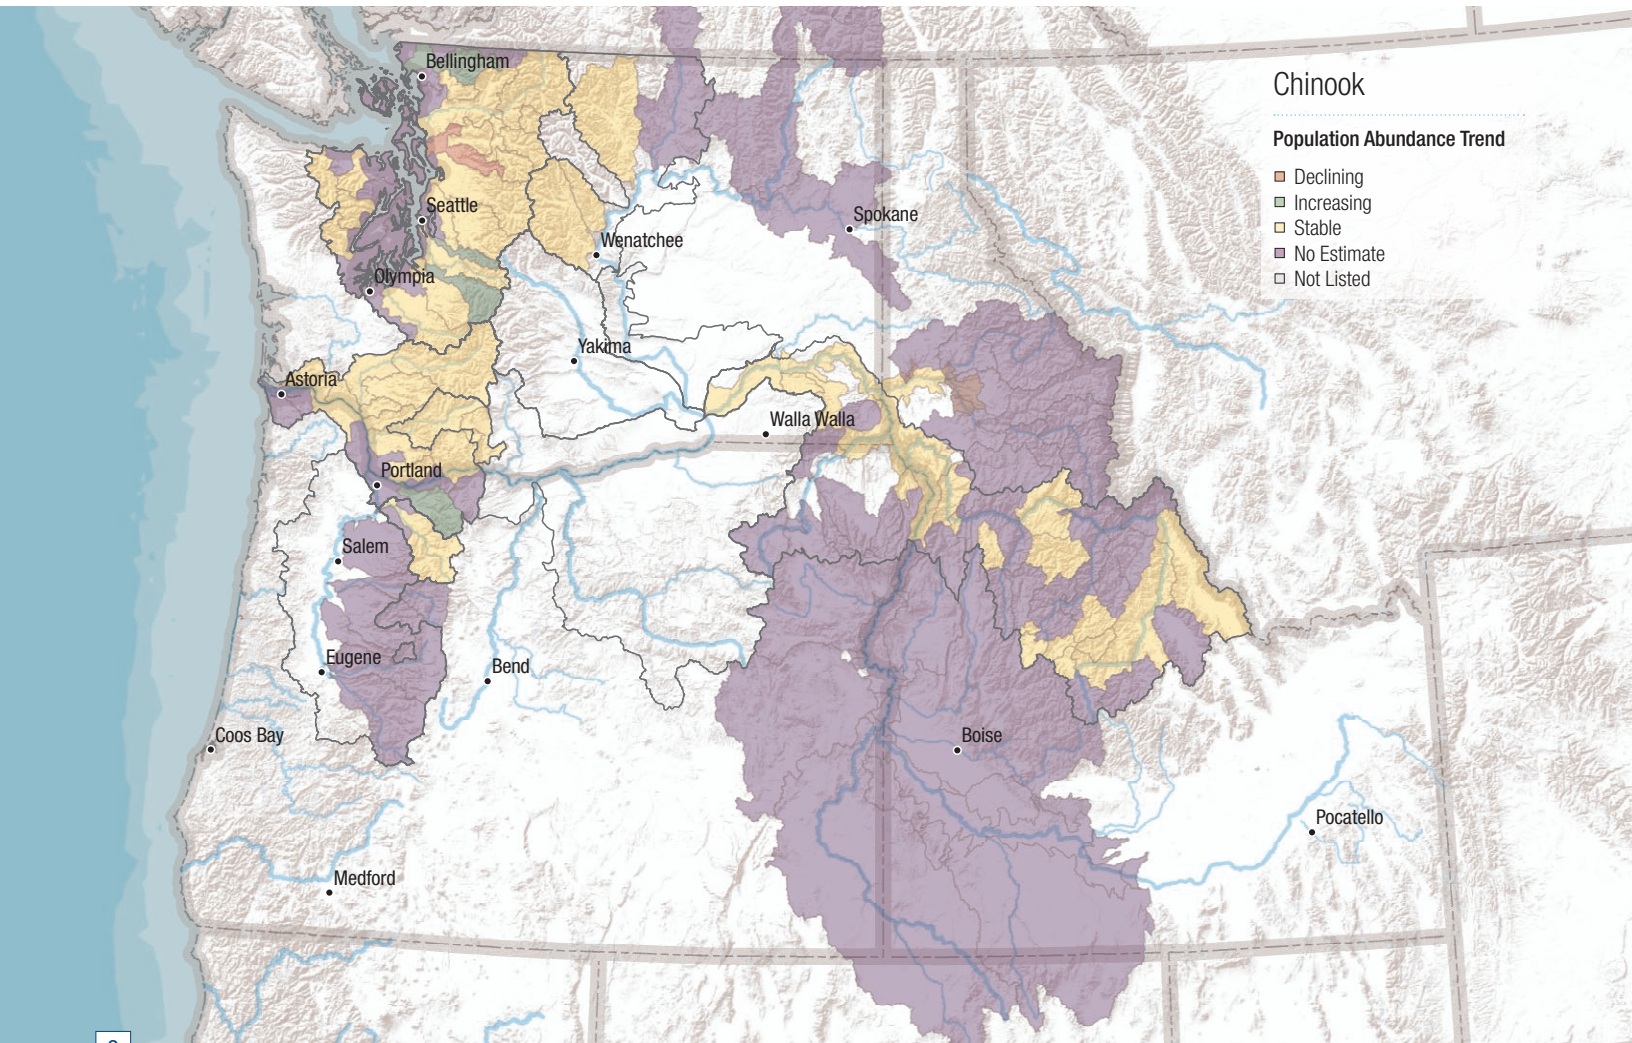 Chinook
Population Abundance Trend
Declining
Increasing
Stable
No Estimate
Not Listed
Bellingham
Seattle
Spokane
Wenatchee
Olympia
Yakima
Astoria
Walla Walla
Portland
Salem
Eugene
Bend
Coos Bay
Boise
Pocatello
Medford